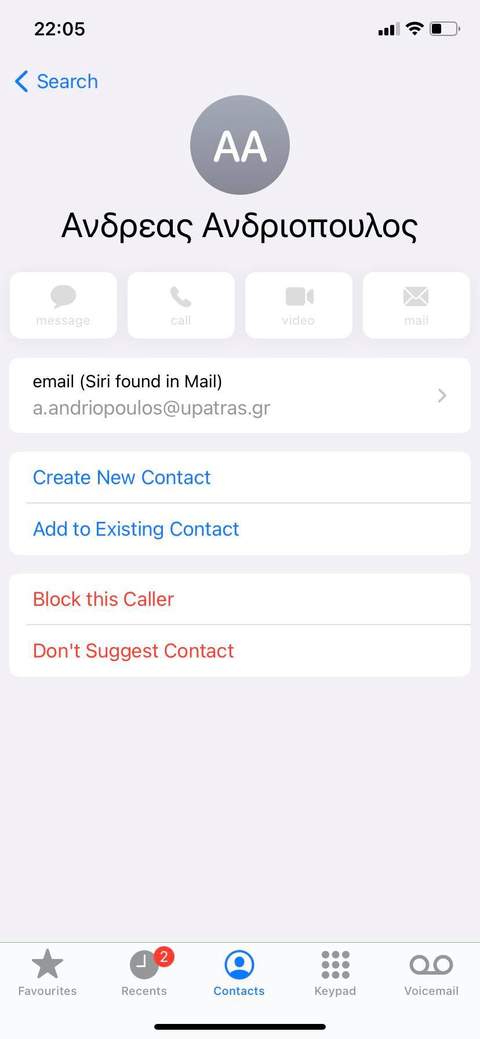 22:05
Search
AA
Ανδρεας Ανδριοπουλος
message
call
video
mail
email (Siri found in Mail)
a.andriopoulos@upatras.gr
Create New Contact
Add to Existing Contact
Block this Caller
Don't Suggest Contact
2
Favourites
Recents
Contacts
Keypad
Voicemail